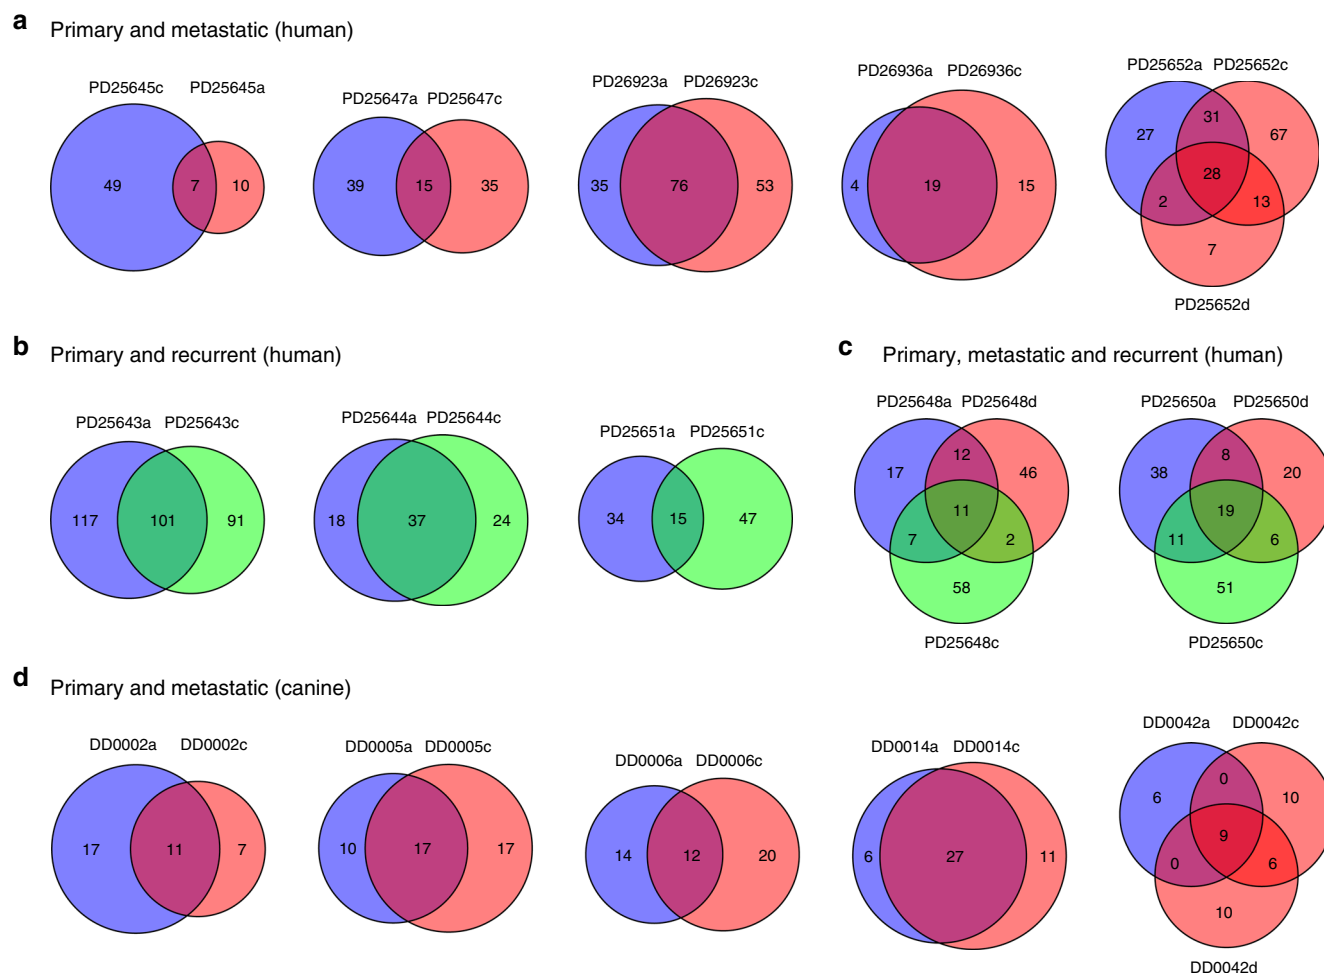 a Primary and metastatic (human)
PD25645c PD25645a
49 7 10
PD25647a PD25647c
39 15 35
PD26923a PD26923c
35 76 53
PD26936a PD26936c
4 19 15
PD25652a PD25652c
27 31 67
28
2 13
7
PD25652d
b Primary and recurrent (human)
PD25643a PD25643c
117 101 91
PD25644a PD25644c
18 37 24
PD25651a PD25651c
34 15 47
c Primary, metastatic and recurrent (human)
PD25648a PD25648d
12
17 46
11
7 2
58
PD25648c
PD25650a PD25650d
8
38 20
19
11 6
51
PD25650c
d Primary and metastatic (canine)
DD0002a DD0002c
17 11 7
DD0005a DD0005c
10 17 17
DD0006a DD0006c
14 12 20
DD0014a DD0014c
6 27 11
DD0042a DD0042c
0
6 10
9
0 6
10
DD0042d